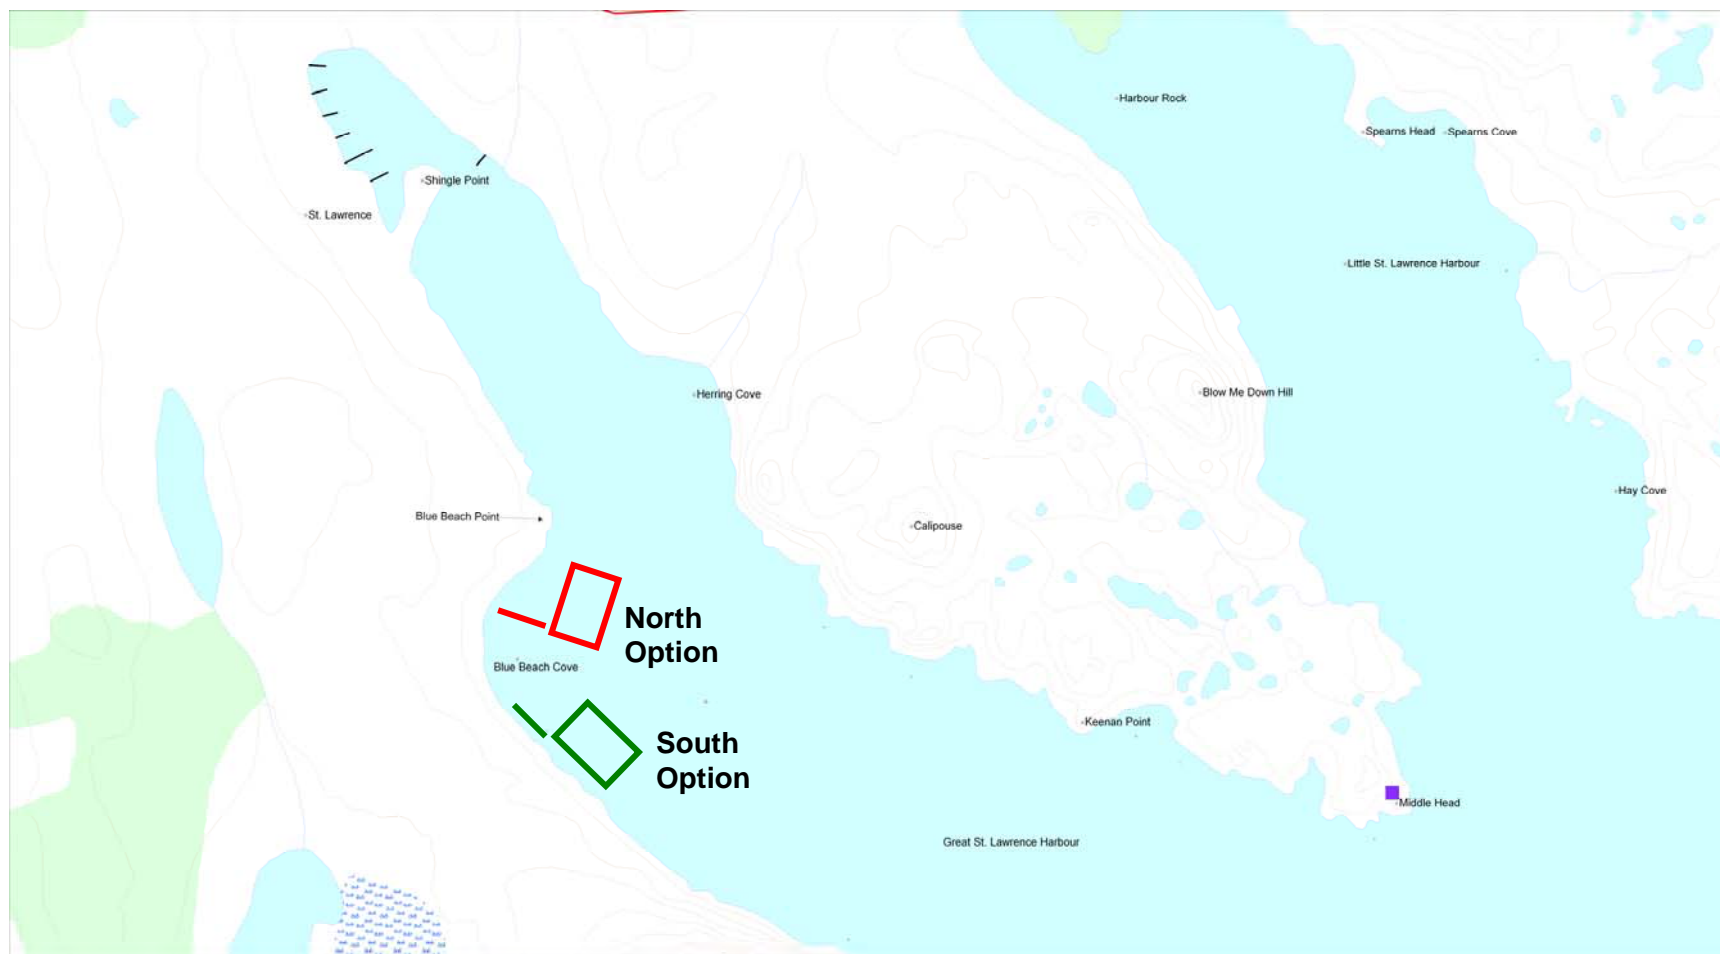 Harbour Rock
Spearns Head
Spearns Cove
Shingle Point
St. Lawrence
Little St. Lawrence Harbour
Herring Cove
Blow Me Down Hill
Hay Cove
Blue Beach Point
Calipouse
North
Option
Blue Beach Cove
Keenan Point
South
Option
Middle Head
Great St. Lawrence Harbour